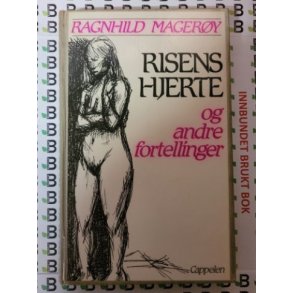 RAGNHILD MAGERØY
RISENS
HJERTE
og
andre
fortellinger
Cappelen
INNBUNDET BRUKT BOK